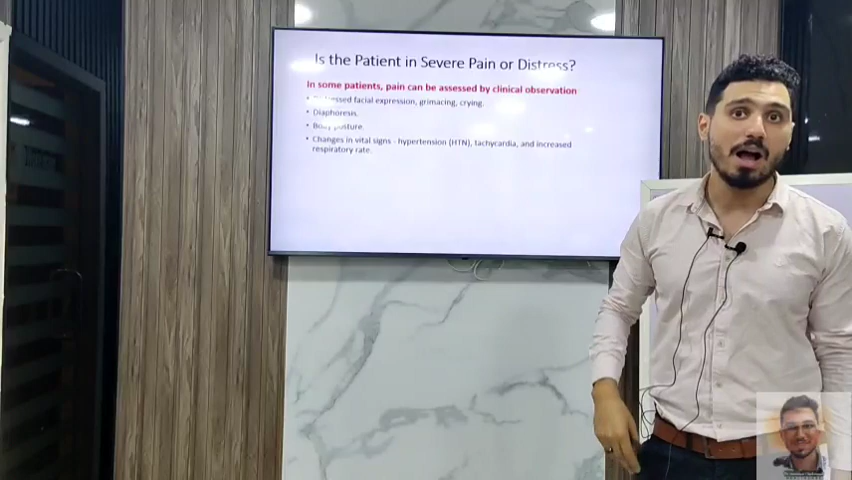 Is the Patient in Severe Pain or Distress?
In some patients, pain can be assessed by clinical observation
facial expression, grimacing, crying.
• Diaphoresis.
• Body posture.
• Changes in vital signs - hypertension (HTN), tachycardia, and increased
respiratory rate.